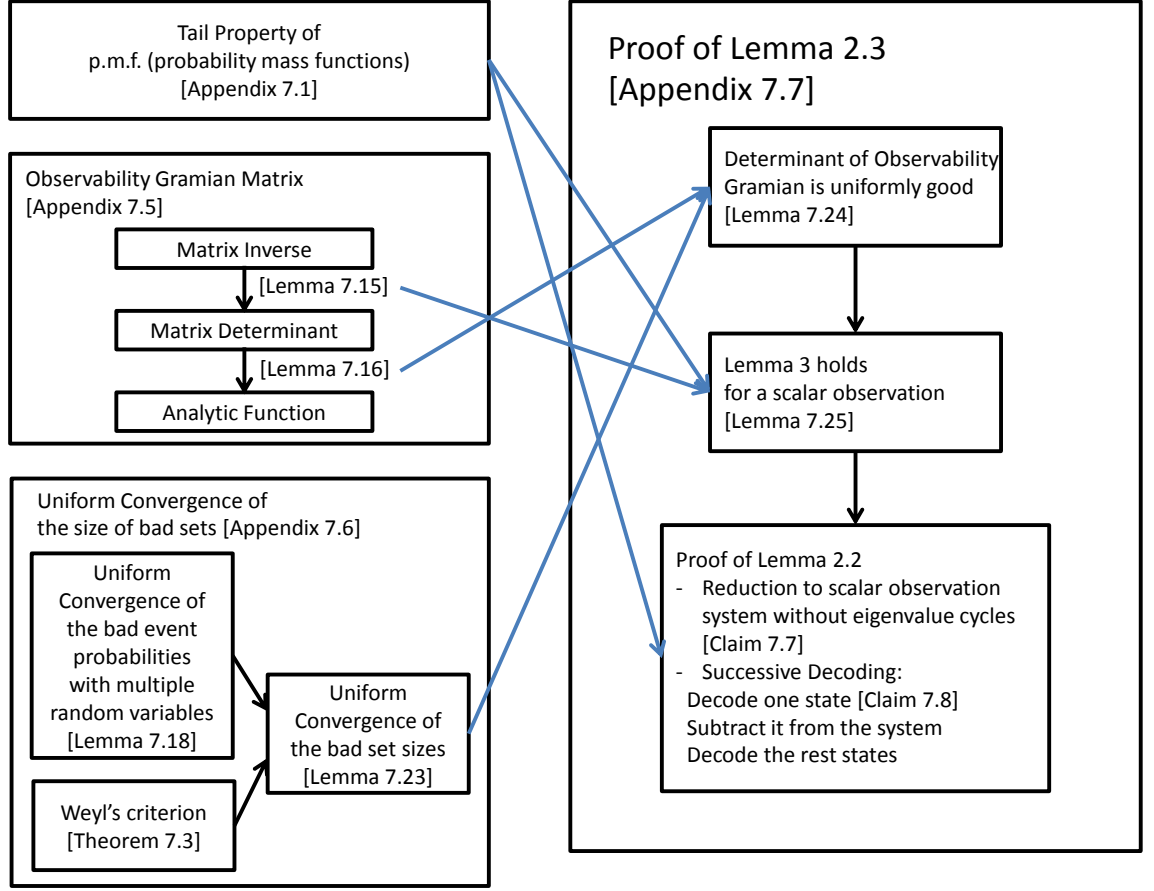 Tail Property of
p.m.f. (probability mass functions)
[Appendix 7.1]
Observability Gramian Matrix
[Appendix 7.5]
Matrix Inverse
[Lemma 7.15]
Matrix Determinant
[Lemma 7.16]
Analytic Function
Uniform Convergence of
the size of bad sets [Appendix 7.6]
Uniform
Convergence of
the bad event
probabilities
with multiple
random variables
[Lemma 7.18]
Weyl's criterion
[Theorem 7.3]
Uniform
Convergence of
the bad set sizes
[Lemma 7.23]
Proof of Lemma 2.3
[Appendix 7.7]
Determinant of Observability
Gramian is uniformly good
[Lemma 7.24]
Lemma 3 holds
for a scalar observation
[Lemma 7.25]
Proof of Lemma 2.2
- Reduction to scalar observation
system without eigenvalue cycles
[Claim 7.7]
- Successive Decoding:
Decode one state [Claim 7.8]
Subtract it from the system
Decode the rest states